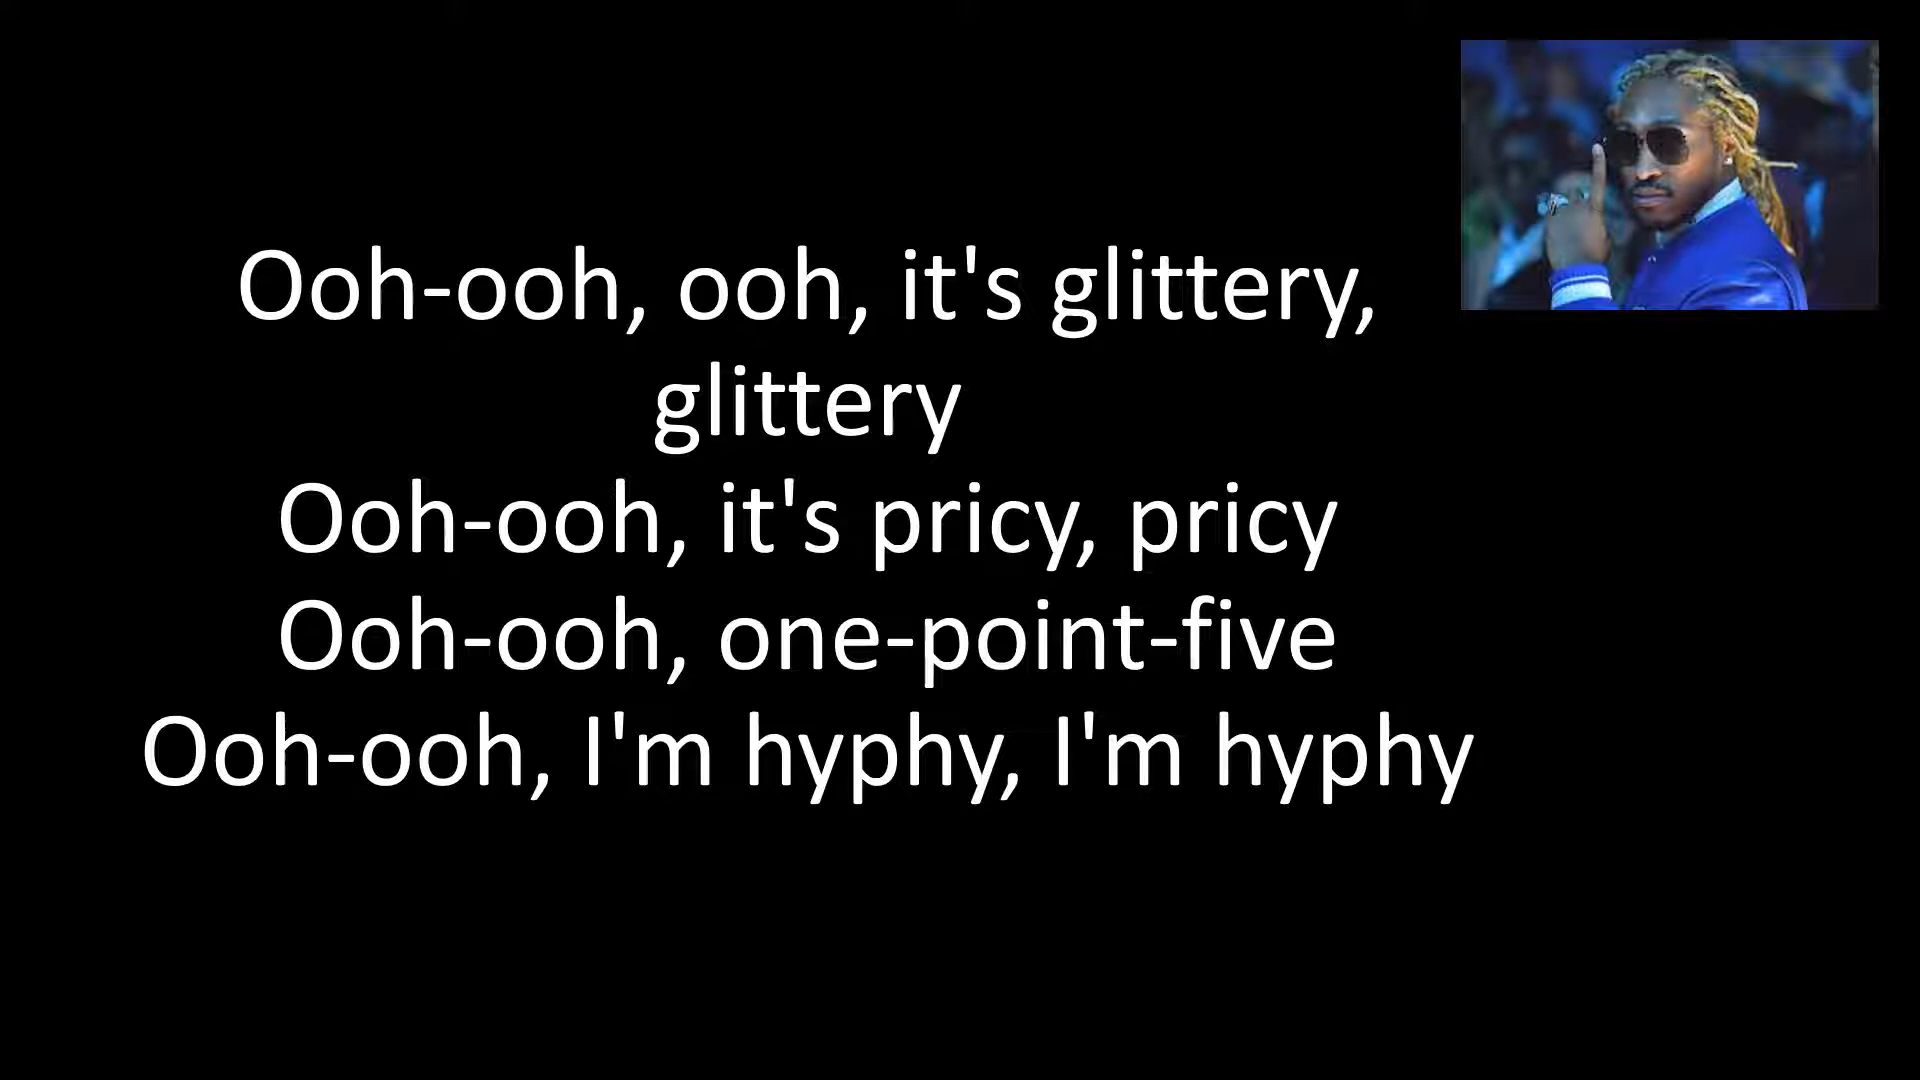 Ooh-ooh, ooh, it's glittery,
glittery
Ooh-ooh, it's pricy, pricy
Ooh-ooh, one-point-five
Ooh-ooh, I'm hyphy, I'm hyphy